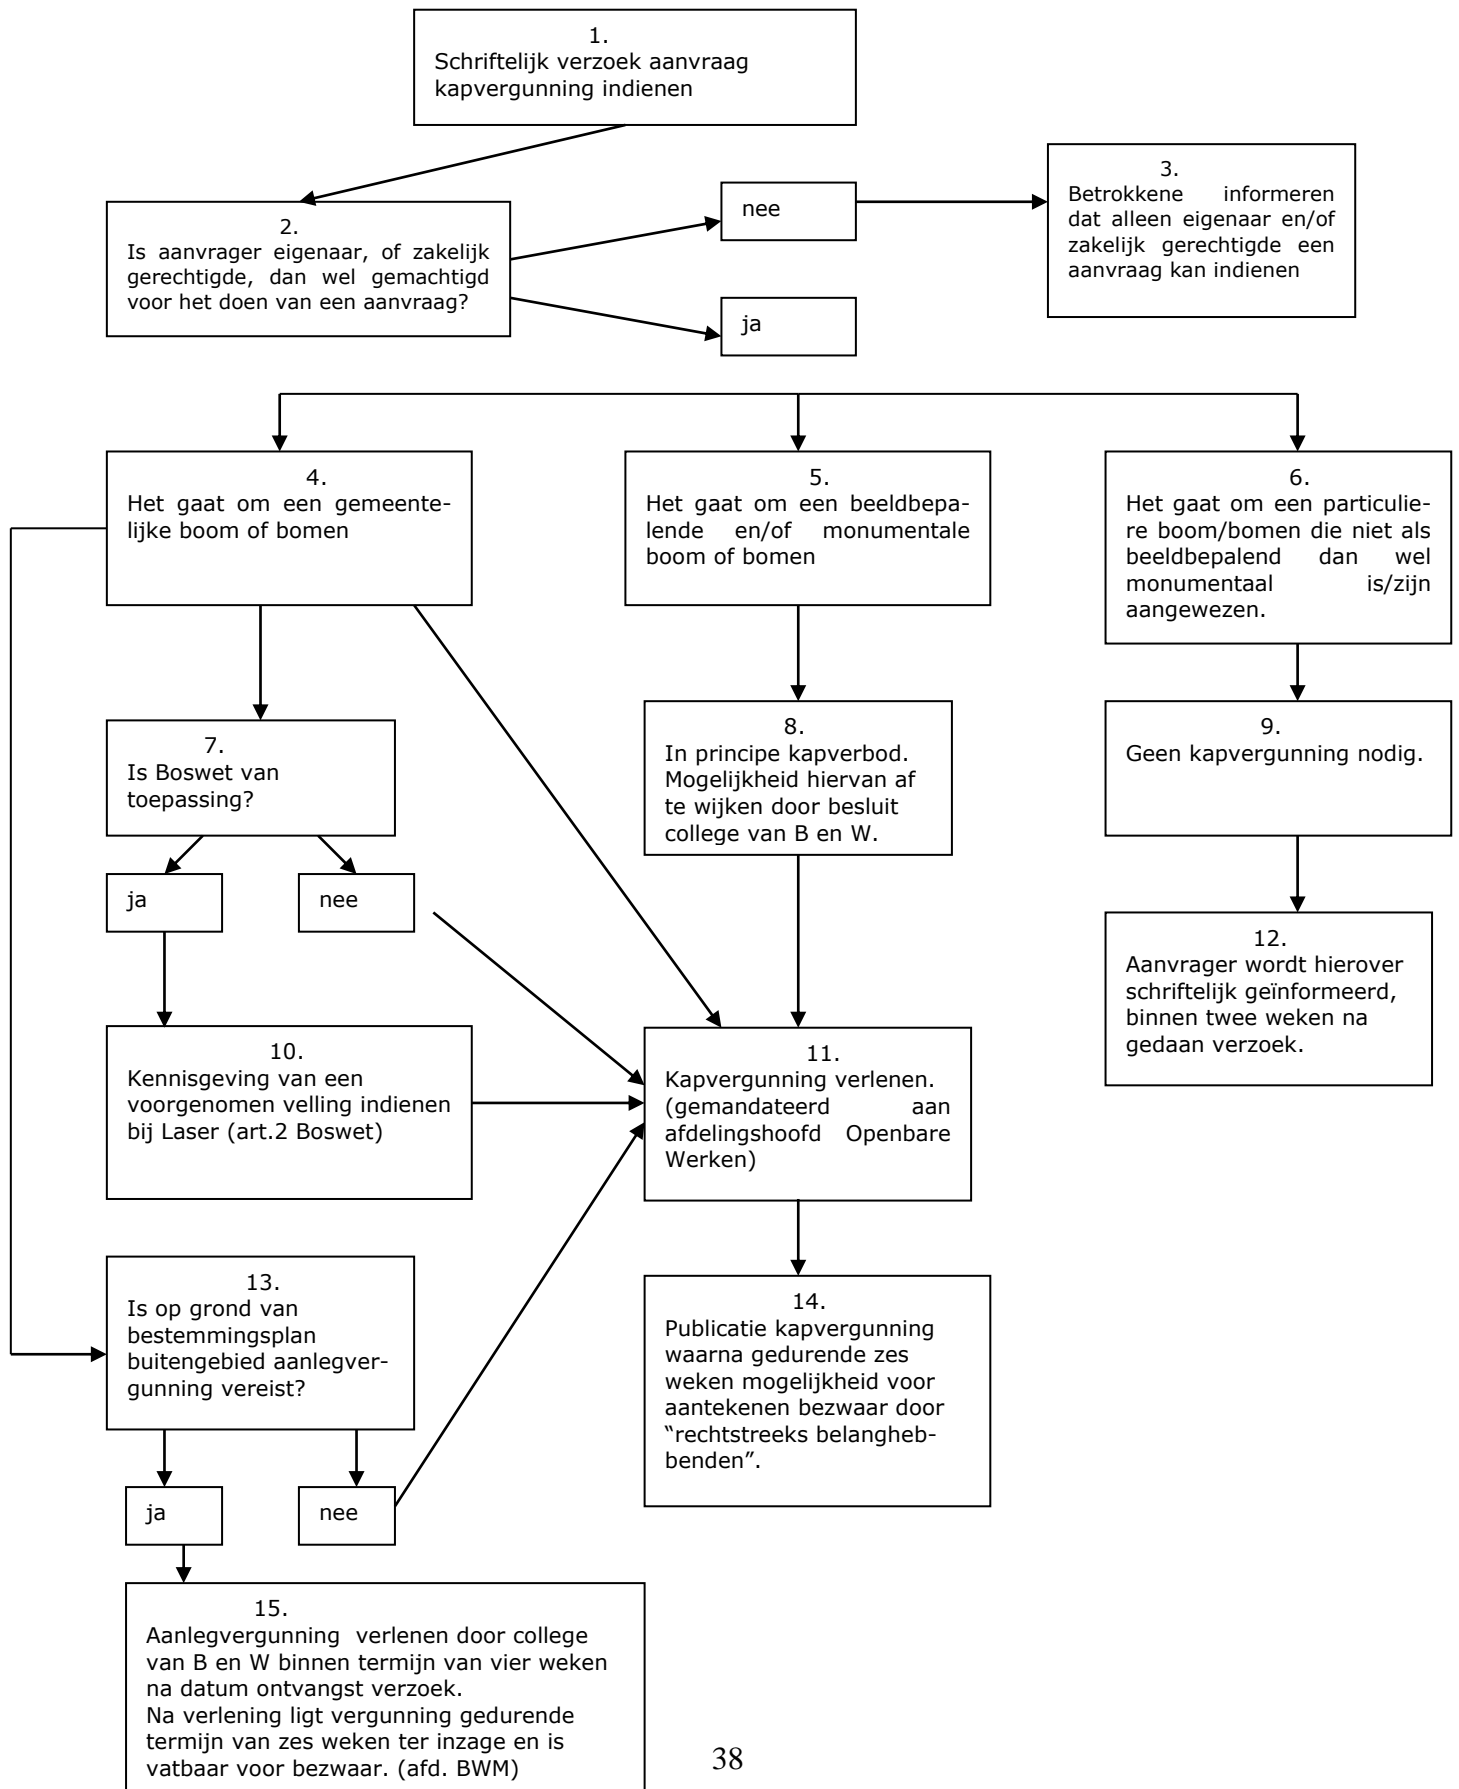 1.
Schriftelijk verzoek aanvraag
kapvergunning indienen
2.
Is aanvrager eigenaar, of zakelijk
gerechtigde, dan wel gemachtigd
voor het doen van een aanvraag?
nee
ja
3.
Betrokkene informeren
dat alleen eigenaar en/of
zakelijk gerechtigde een
aanvraag kan indienen
4.
Het gaat om een gemeente-
lijke boom of bomen
5.
Het gaat om een beeldbepa-
lende en/of monumentale
boom of bomen
6.
Het gaat om een particulie-
re boom/bomen die niet als
beeldbepalend dan wel
monumentaal is/zijn
aangewezen.
7.
Is Boswet van
toepassing?
ja
nee
8.
In principe kapverbod.
Mogelijkheid hiervan af
te wijken door besluit
college van B en W.
9.
Geen kapvergunning nodig.
10.
Kennisgeving van een
voorgenomen velling indienen
bij Laser (art.2 Boswet)
11.
Kapvergunning verlenen.
(gemandateerd aan
afdelingshoofd Openbare
Werken)
12.
Aanvrager wordt hierover
schriftelijk geïnformeerd,
binnen twee weken na
gedaan verzoek.
13.
Is op grond van
bestemmingsplan
buitengebied aanlegver-
gunning vereist?
ja
nee
14.
Publicatie kapvergunning
waarna gedurende zes
weken mogelijkheid voor
aantekenen bezwaar door
“rechtstreeks belangheb-
benden”.
15.
Aanlegvergunning verlenen door college
van B en W binnen termijn van vier weken
na datum ontvangst verzoek.
Na verlening ligt vergunning gedurende
termijn van zes weken ter inzage en is
vatbaar voor bezwaar. (afd. BWM)
38